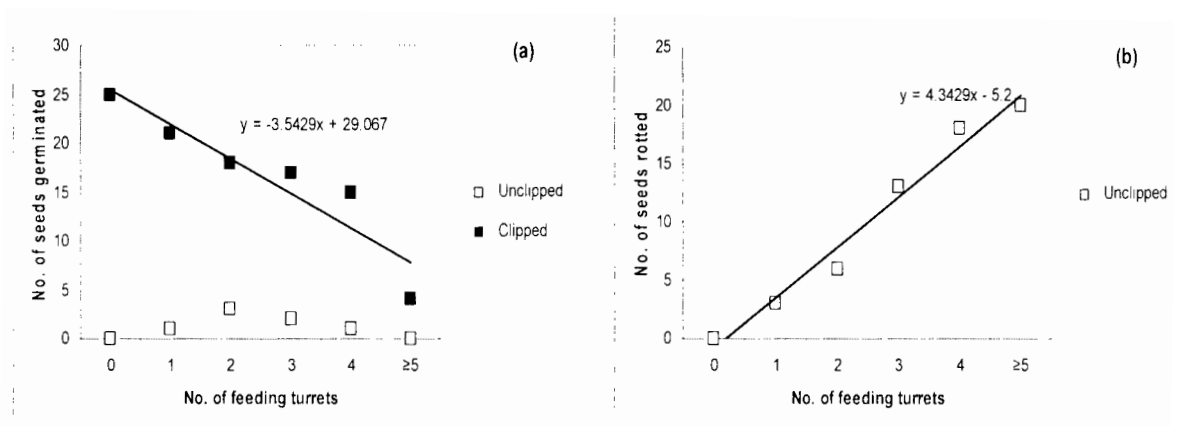 (a)
30
25
20
15
10
5
0
No. of seeds germinated
y = -3.5429x + 29.067
0 1 2 3 4 ≥5
No. of feeding turrets
Unclipped
Clipped
(b)
25
20
15
10
5
0
No. of seeds rotted
y = 4.3429x - 5.2
0 1 2 3 4 ≥5
No. of feeding turrets
Unclipped